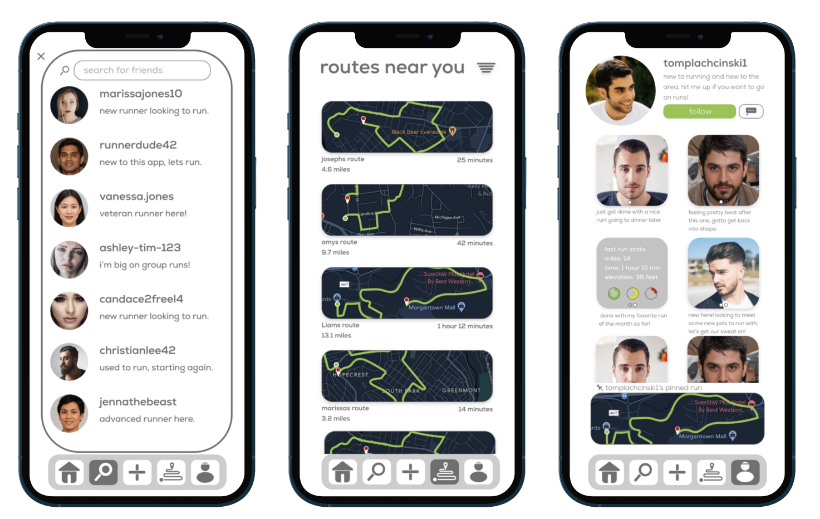 ×
search for friends
marissajones10
new runner looking to run.
runnerdude42
new to this app, lets run.
vanessa.jones
veteran runner here!
ashley-tim-123
i'm big on group runs!
candace2freel4
new runner looking to run.
christianlee42
used to run, starting again.
jennathebeast
advanced runner here.
routes near you
Black Bear Evansdale
josephs route
25 minutes
4.6 miles
Michigan Ave
amys route
42 minutes
9.7 miles
SureStay Plus Hotel
By Best Western...
Morgantown Mall
Liams route
1 hour 12 minutes
13.1 miles
HOPECREST
SOUTH PARK
GREENMONT
marissas route
14 minutes
3.2 miles
tomplachcinski1
new to running and new to the
area, hit me up if you want to go
on runs!
follow
just got done with a nice
run! going to dinner later.
feeling pretty beat after
this one, gotta get back
into shape.
last run stats:
miles: 14
time: 1 hour 15 min
elevation: 36 feet
done with my favorite run
of the month so far!
new here! looking to meet
some new pals to run with,
let's get our sweat on!
tomplachcinski1's pinned run
SureStay Plus Hotel
By Best Western...
Morgantown Mall